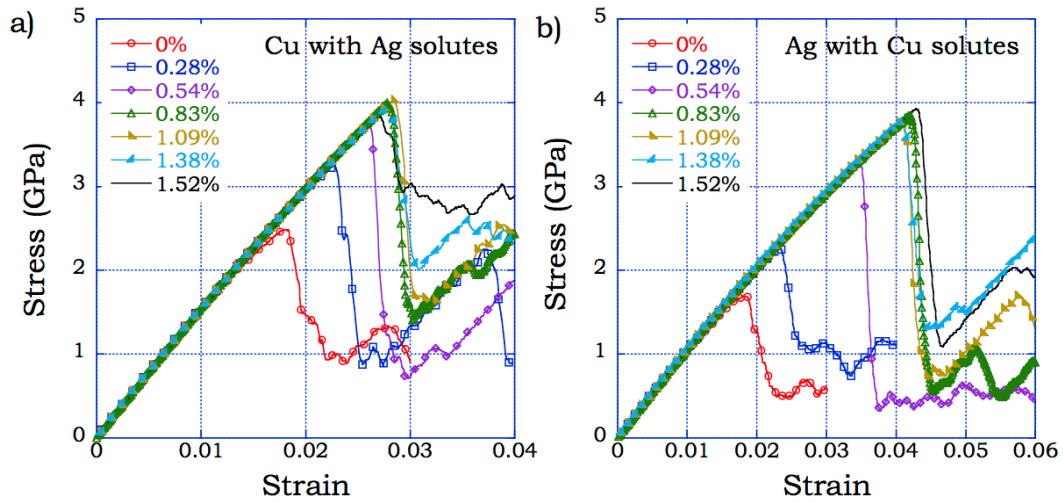 a)
Cu with Ag solutes
0%
0.28%
0.54%
0.83%
1.09%
1.38%
1.52%
Stress (GPa)
5
4
3
2
1
0
0 0.01 0.02 0.03 0.04
Strain
b)
Ag with Cu solutes
0%
0.28%
0.54%
0.83%
1.09%
1.38%
1.52%
Stress (GPa)
5
4
3
2
1
0
0 0.01 0.02 0.03 0.04 0.05 0.06
Strain